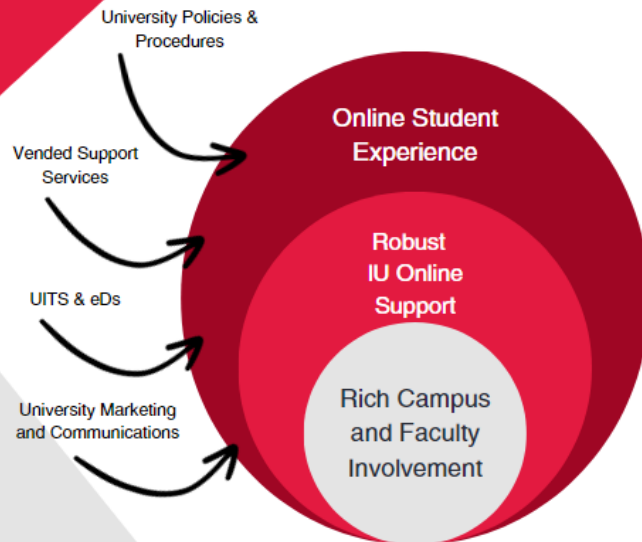 University Policies &
Procedures
Online Student
Experience
Vended Support
Services
Robust
IU Online
Support
UITS & eDs
Rich Campus
and Faculty
Involvement
University Marketing
and Communications